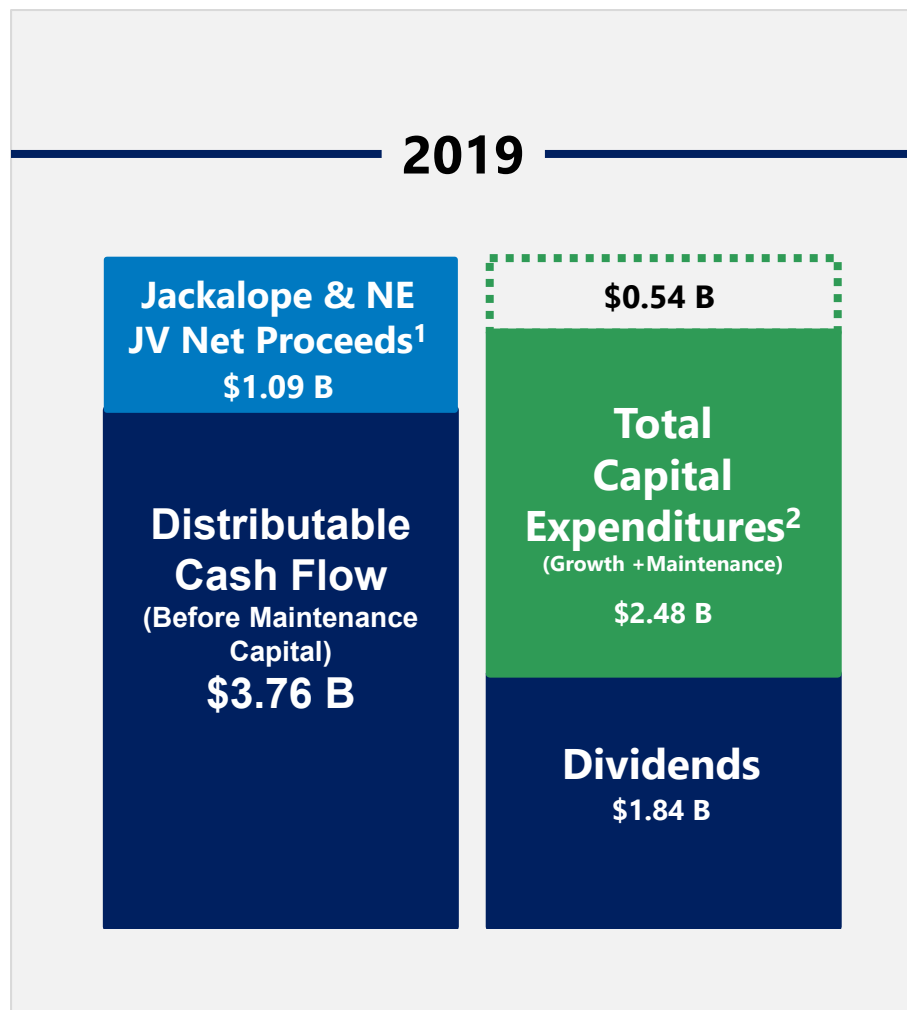 2019
Jackalope & NE
JV Net Proceeds¹
$1.09 B
Distributable
Cash Flow
(Before Maintenance
Capital)
$3.76 B
$0.54 B
Total
Capital
Expenditures²
(Growth +Maintenance)
$2.48 B
Dividends
$1.84 B